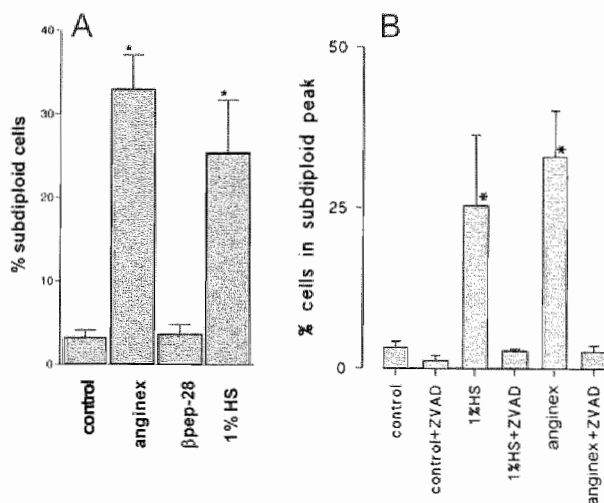 A
% subdiploid cells
40
30
20
10
0
*
*
control
anginex
βpep-28
1% HS
B
% cells in subdiploid peak
50
25
0
*
*
control
control+ZVAD
1%HS
1%HS+ZVAD
anginex
anginex+ZVAD